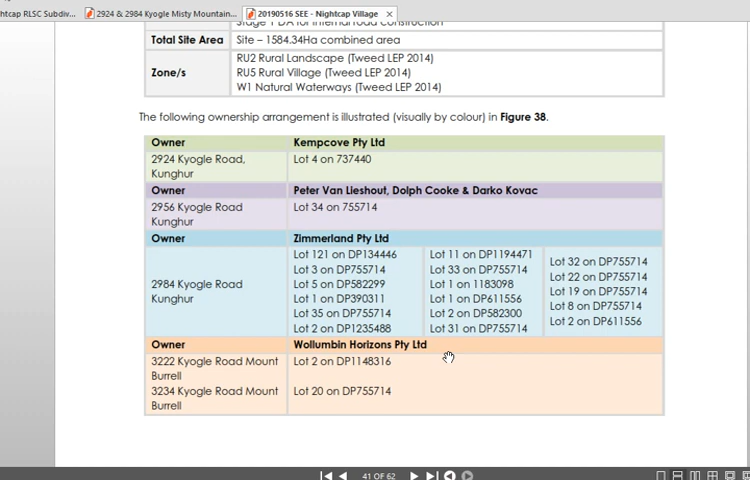 htcap RLSC Subdiv...
2924 & 2984 Kyogle Misty Mountain...
20190516 SEE - Nightcap Village
Stage 1 DA for internal road construction
Total Site Area
Site – 1584.34Ha combined area
Zone/s
RU2 Rural Landscape (Tweed LEP 2014)
RU5 Rural Village (Tweed LEP 2014)
W1 Natural Waterways (Tweed LEP 2014)
The following ownership arrangement is illustrated (visually by colour) in Figure 38.
Owner
Kempcove Pty Ltd
2924 Kyogle Road,
Kunghur
Lot 4 on 737440
Owner
Peter Van Lieshout, Dolph Cooke & Darko Kovac
2956 Kyogle Road
Kunghur
Lot 34 on 755714
Owner
Zimmerland Pty Ltd
2984 Kyogle Road
Kunghur
Lot 121 on DP134446
Lot 3 on DP755714
Lot 5 on DP582299
Lot 1 on DP390311
Lot 35 on DP755714
Lot 2 on DP1235488
Lot 11 on DP1194471
Lot 33 on DP755714
Lot 1 on 1183098
Lot 1 on DP611556
Lot 2 on DP582300
Lot 31 on DP755714
Lot 32 on DP755714
Lot 22 on DP755714
Lot 19 on DP755714
Lot 8 on DP755714
Lot 2 on DP611556
Owner
Wollumbin Horizons Pty Ltd
3222 Kyogle Road Mount
Burrell
Lot 2 on DP1148316
3234 Kyogle Road Mount
Burrell
Lot 20 on DP755714
41 OF 62